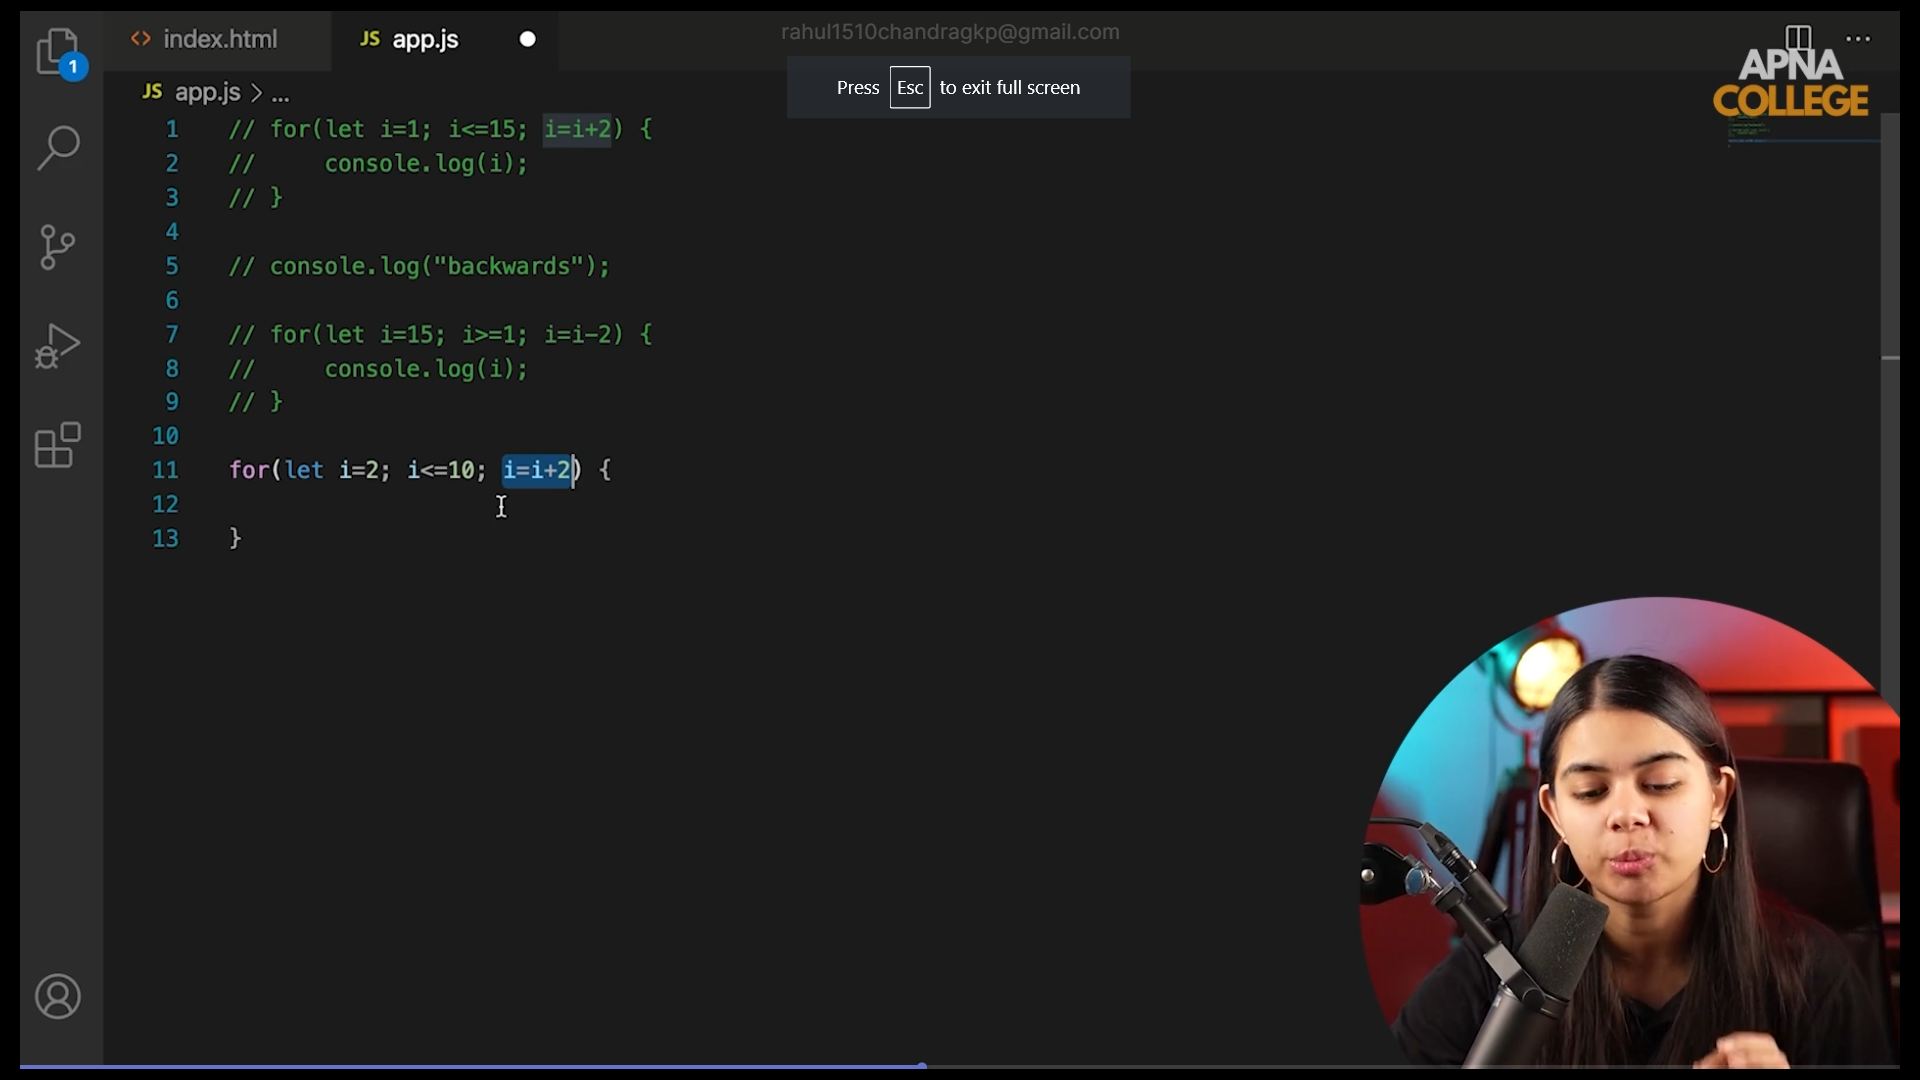 index.html
JS app.js
rahul1510chandragkp@gmail.com
Press Esc to exit full screen
APNA
COLLEGE
1
JS app.js > ...
1 // for(let i=1; i<=15; i=i+2) {
2 //     console.log(i);
3 // }
4
5 // console.log("backwards");
6
7 // for(let i=15; i>=1; i=i-2) {
8 //     console.log(i);
9 // }
10
11 for(let i=2; i<=10; i=i+2) {
12
13 }